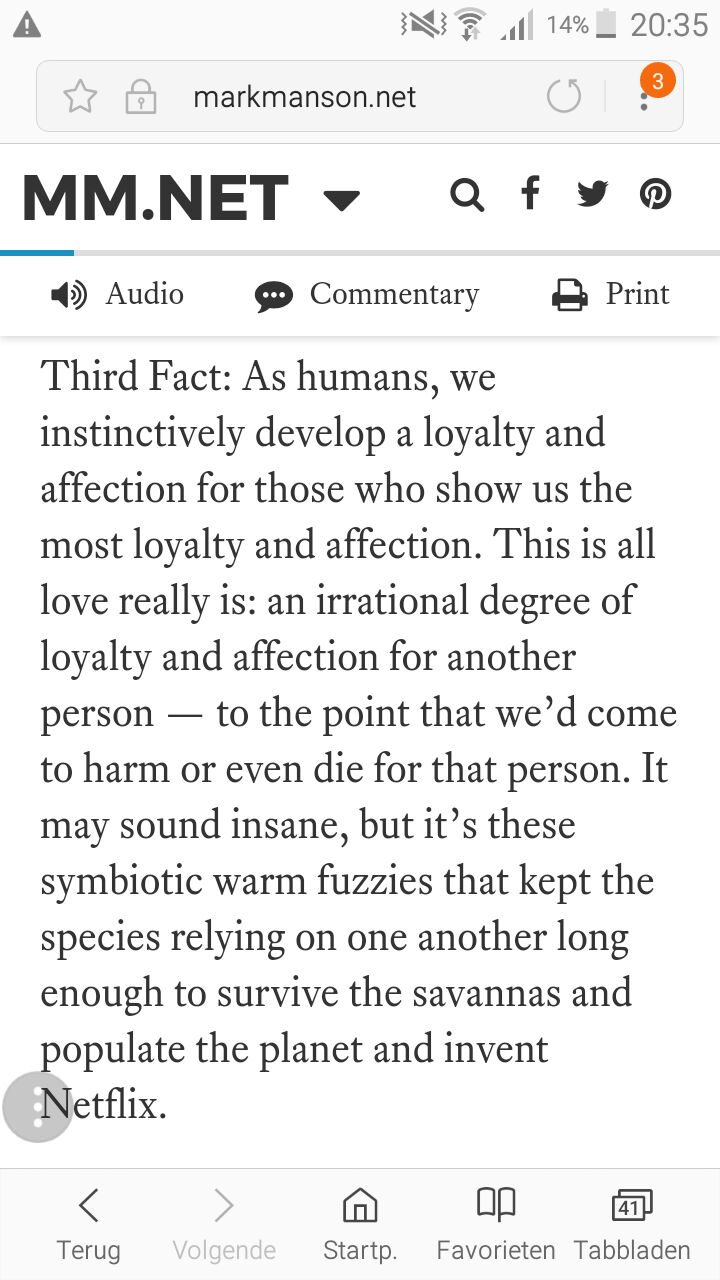 14% 20:35
markmanson.net
3
MM.NET
Audio Commentary Print
Third Fact: As humans, we
instinctively develop a loyalty and
affection for those who show us the
most loyalty and affection. This is all
love really is: an irrational degree of
loyalty and affection for another
person — to the point that we’d come
to harm or even die for that person. It
may sound insane, but it’s these
symbiotic warm fuzzies that kept the
species relying on one another long
enough to survive the savannas and
populate the planet and invent
Netflix.
41
Terug Volgende Startp. Favorieten Tabbladen